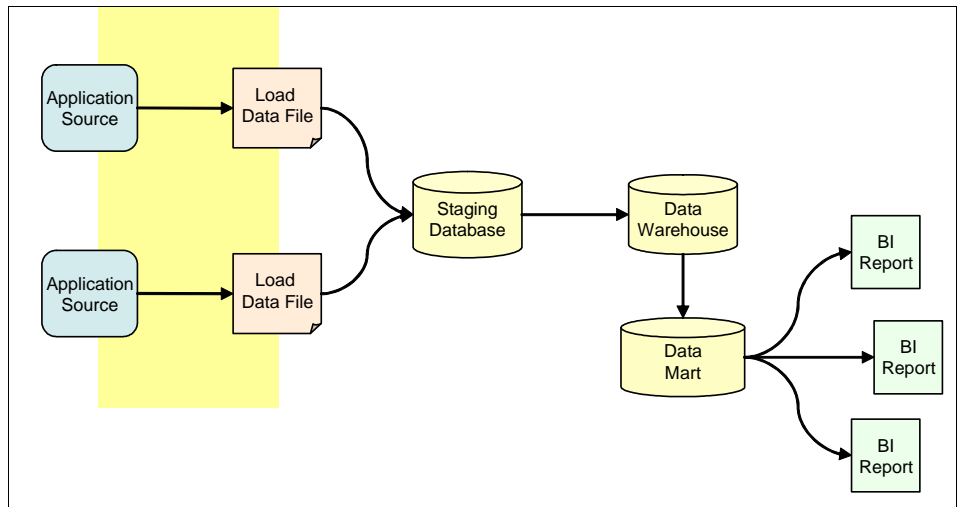 Application
Source
Load
Data File
Application
Source
Load
Data File
Staging
Database
Data
Warehouse
Data
Mart
BI
Report
BI
Report
BI
Report